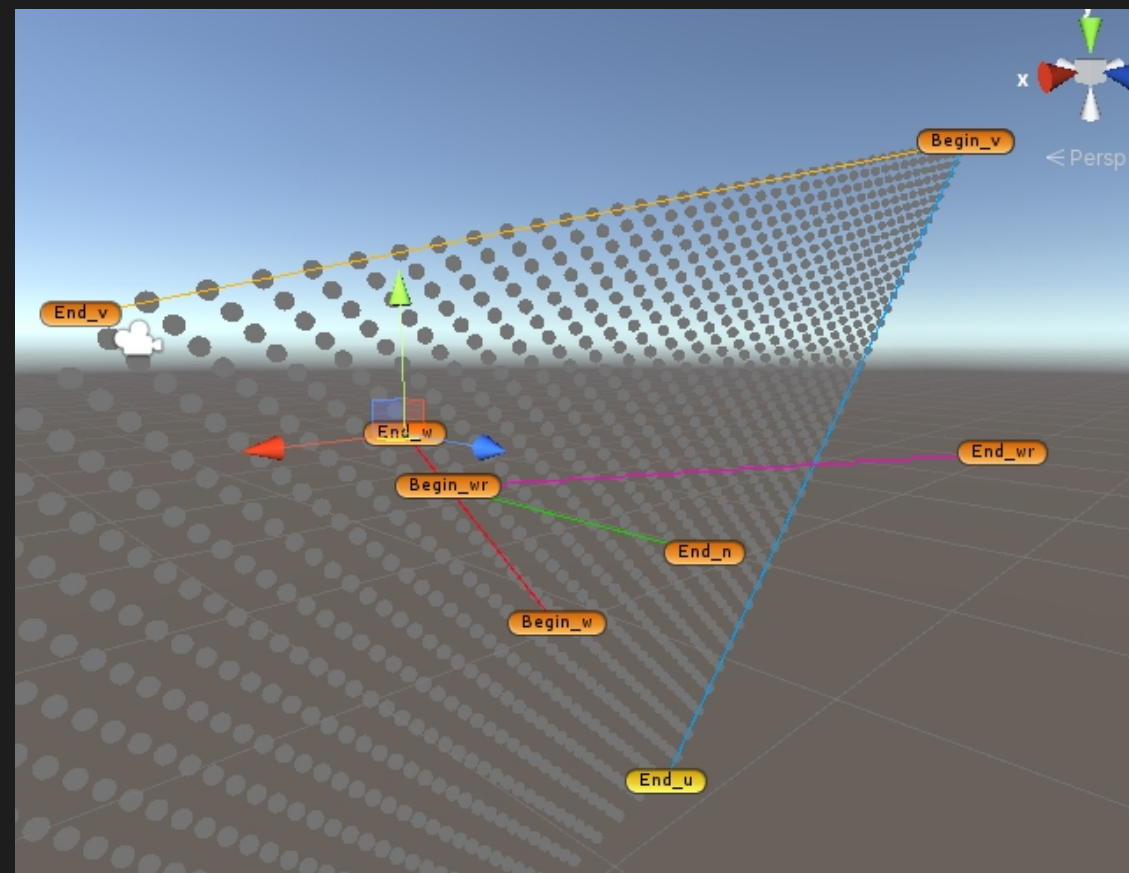 y
x
Begin_v
< Persp
End_v
End_w
End_wr
Begin_wr
End_n
Begin_w
End_u